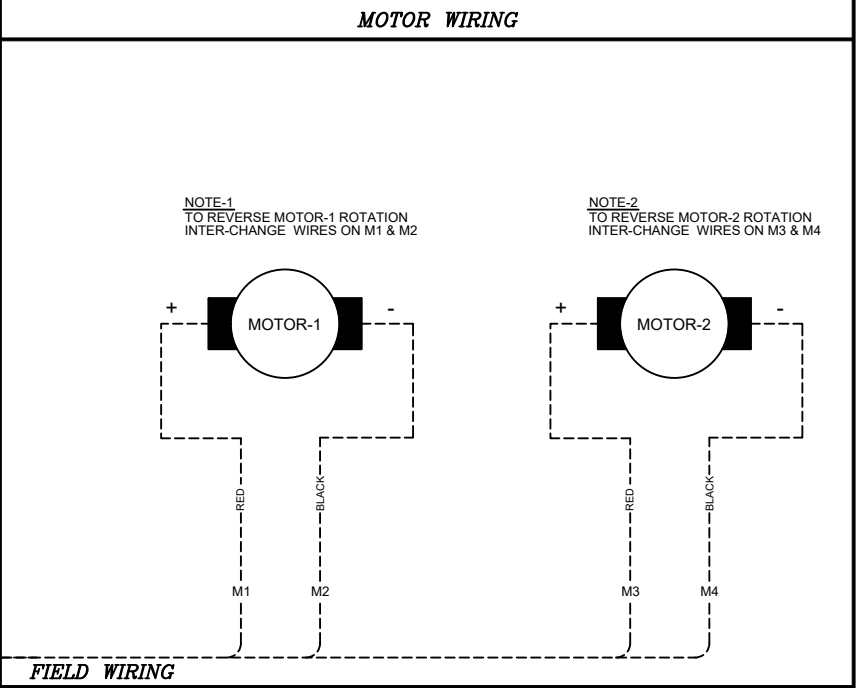 MOTOR WIRING
NOTE-1
TO REVERSE MOTOR-1 ROTATION
INTER-CHANGE WIRES ON M1 & M2
NOTE-2
TO REVERSE MOTOR-2 ROTATION
INTER-CHANGE WIRES ON M3 & M4
+
MOTOR-1
-
+
MOTOR-2
-
RED
BLACK
RED
BLACK
M1
M2
M3
M4
FIELD WIRING